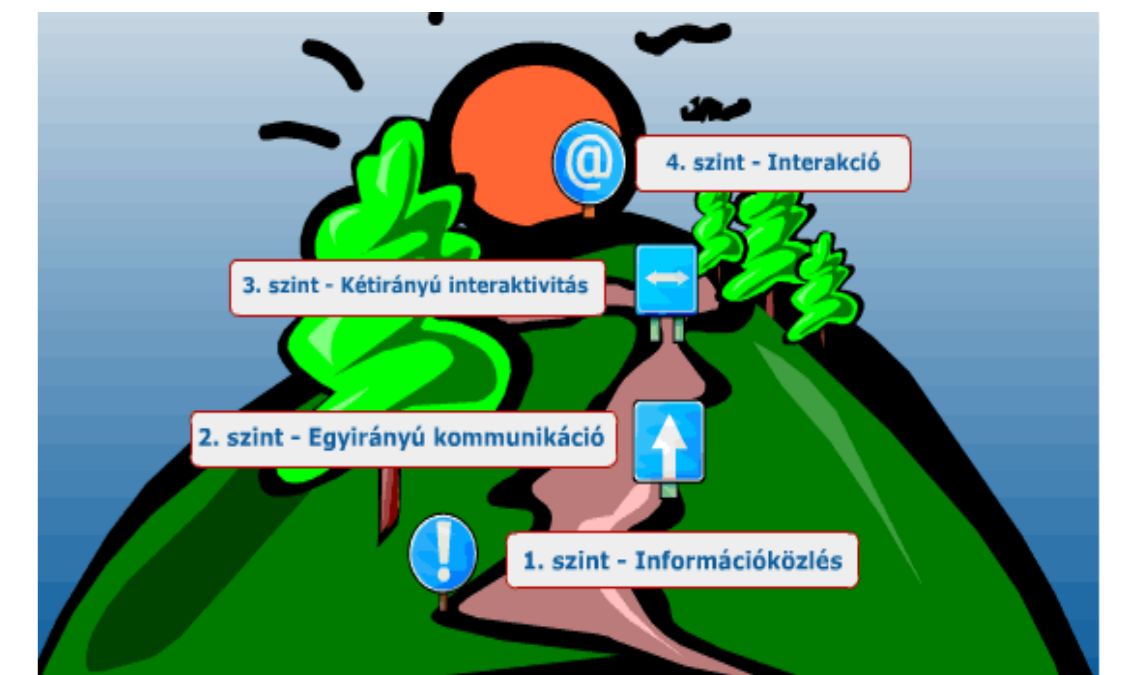 4. szint - Interakció
3. szint - Kétirányú interaktivitás
2. szint - Egyirányú kommunikáció
1. szint - Információközlés